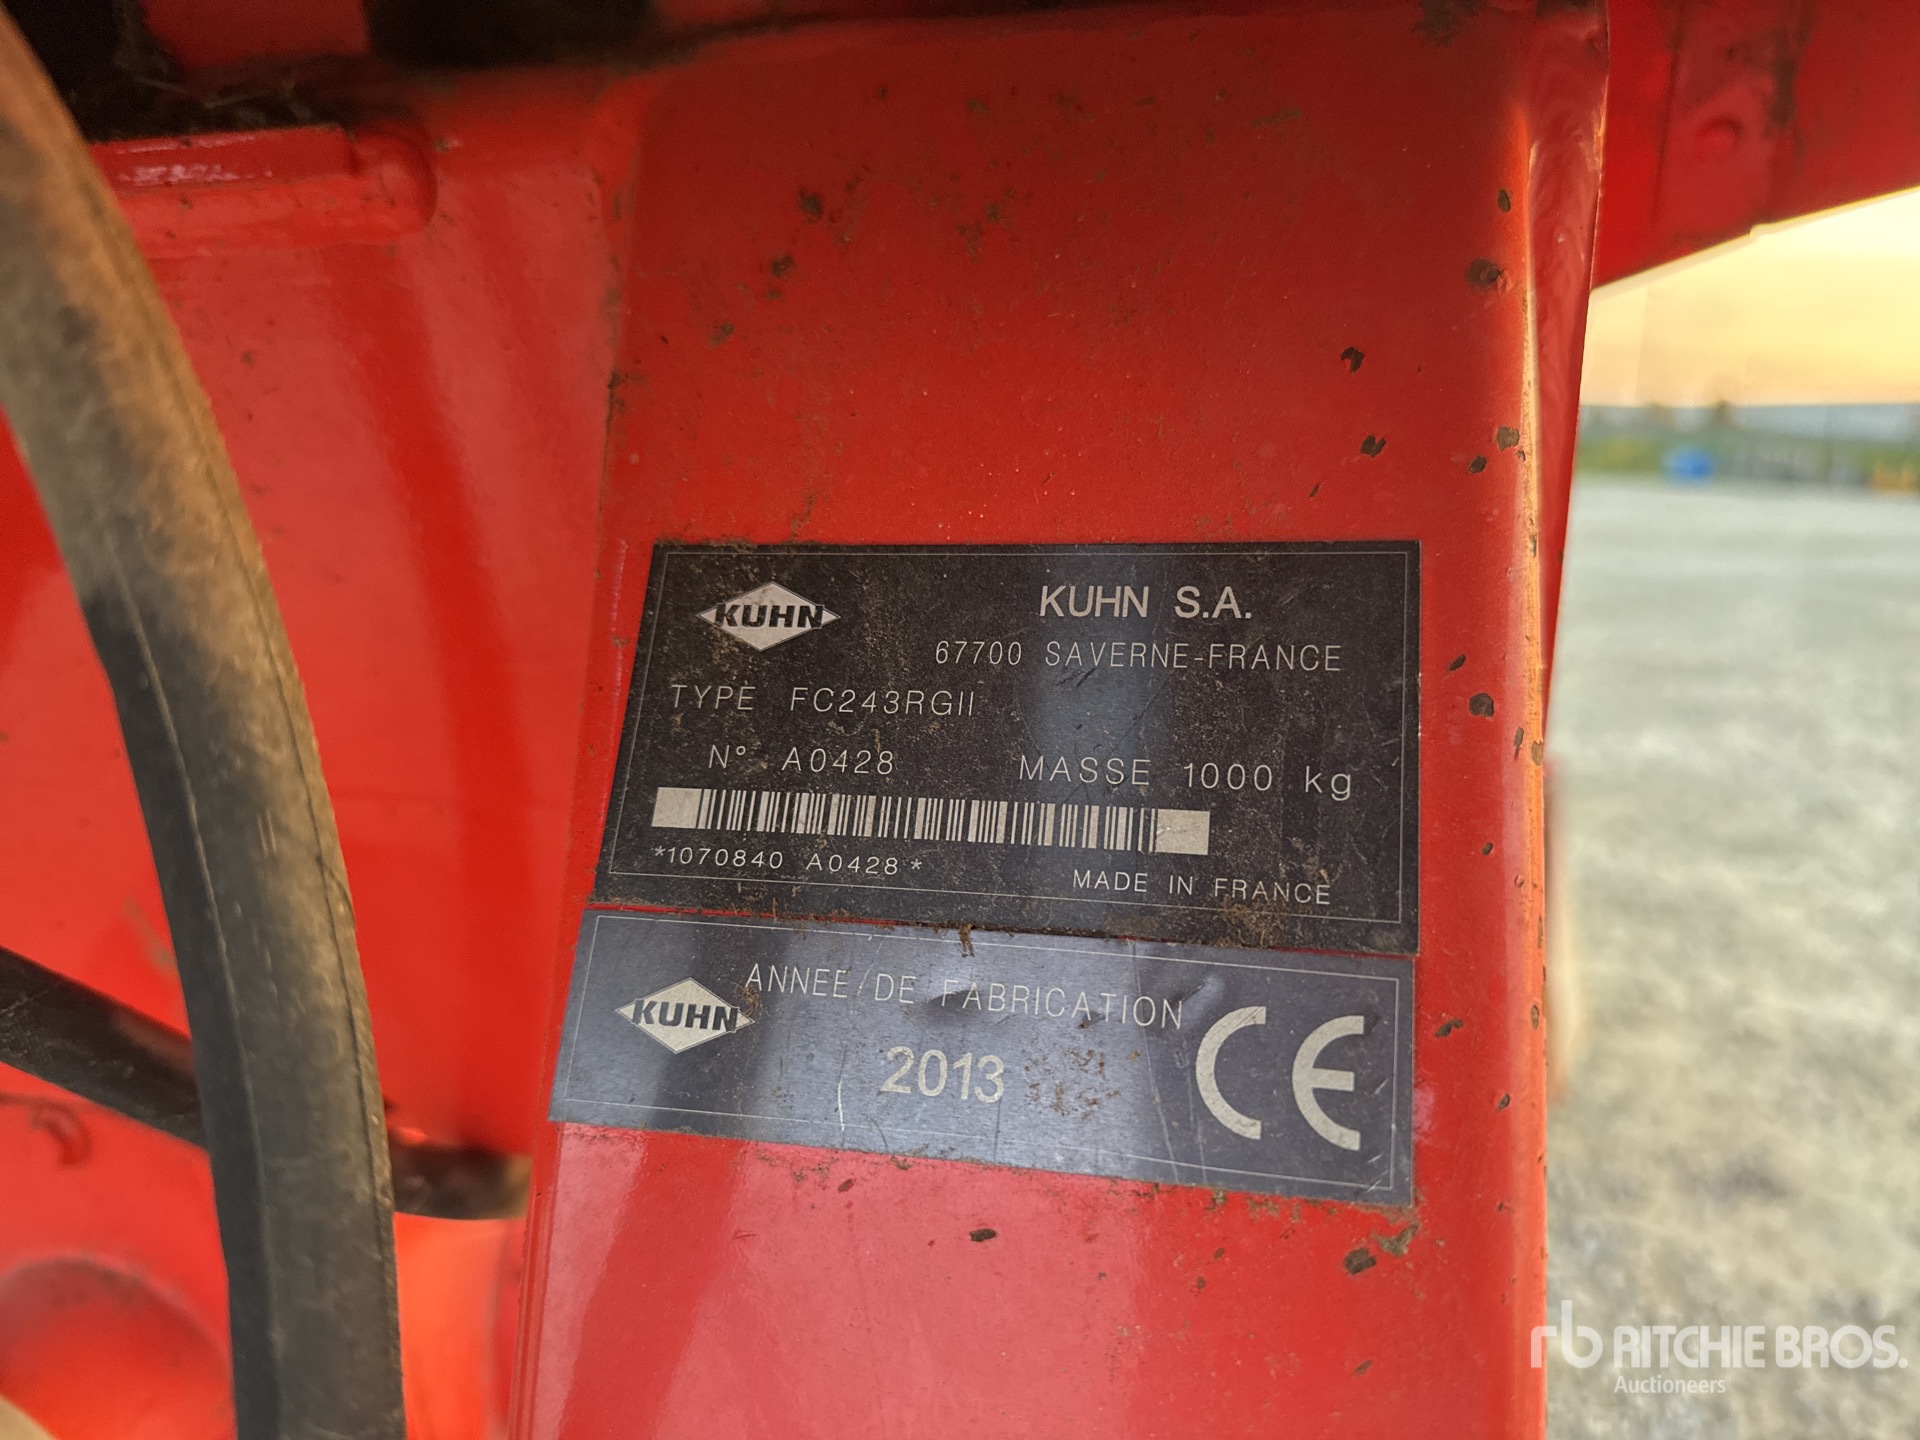 KUHN
KUHN S.A.
67700 SAVERNE-FRANCE
TYPE FC243RGII
N° A0428 MASSE 1000 kg
*1070840 A0428*
MADE IN FRANCE
KUHN
ANNEE DE FABRICATION
2013
CE
rb RITCHIE BROS.
Auctioneers